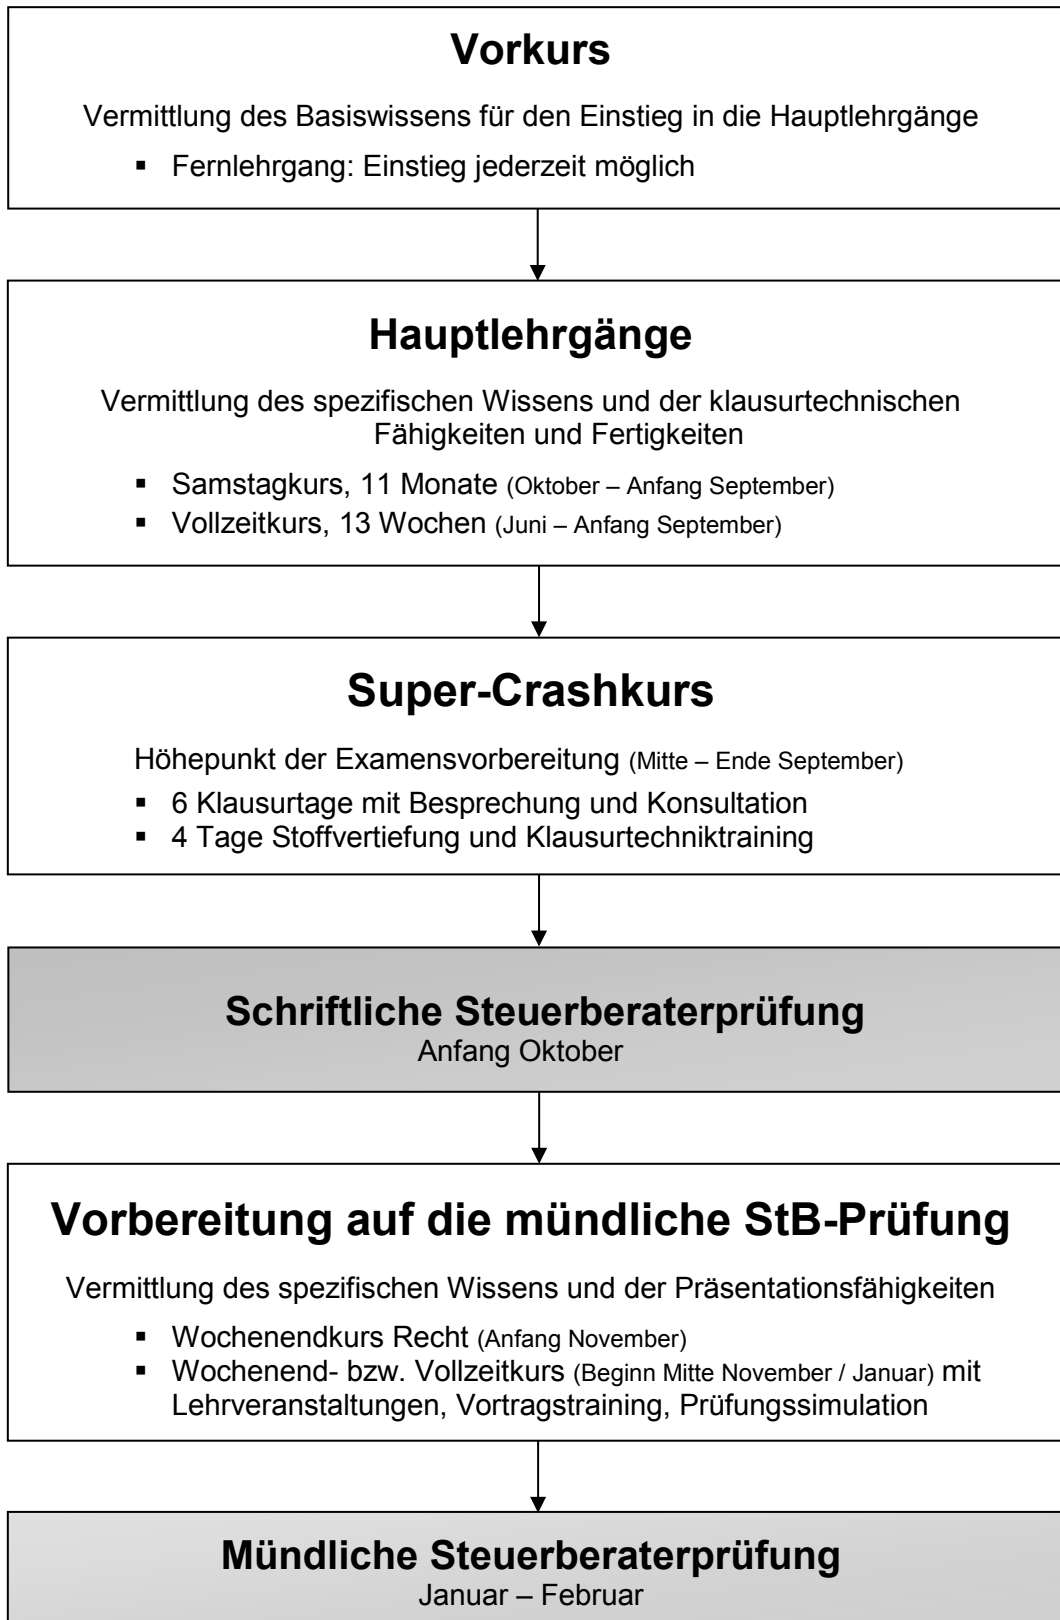 Vorkurs
Vermittlung des Basiswissens für den Einstieg in die Hauptlehrgänge
▪ Fernlehrgang: Einstieg jederzeit möglich
Hauptlehrgänge
Vermittlung des spezifischen Wissens und der klausurtechnischen
Fähigkeiten und Fertigkeiten
▪ Samstagkurs, 11 Monate (Oktober – Anfang September)
▪ Vollzeitkurs, 13 Wochen (Juni – Anfang September)
Super-Crashkurs
Höhepunkt der Examensvorbereitung (Mitte – Ende September)
▪ 6 Klausurtage mit Besprechung und Konsultation
▪ 4 Tage Stoffvertiefung und Klausurtechniktraining
Schriftliche Steuerberaterprüfung
Anfang Oktober
Vorbereitung auf die mündliche StB-Prüfung
Vermittlung des spezifischen Wissens und der Präsentationsfähigkeiten
▪ Wochenendkurs Recht (Anfang November)
▪ Wochenend- bzw. Vollzeitkurs (Beginn Mitte November / Januar) mit
Lehrveranstaltungen, Vortragstraining, Prüfungssimulation
Mündliche Steuerberaterprüfung
Januar – Februar